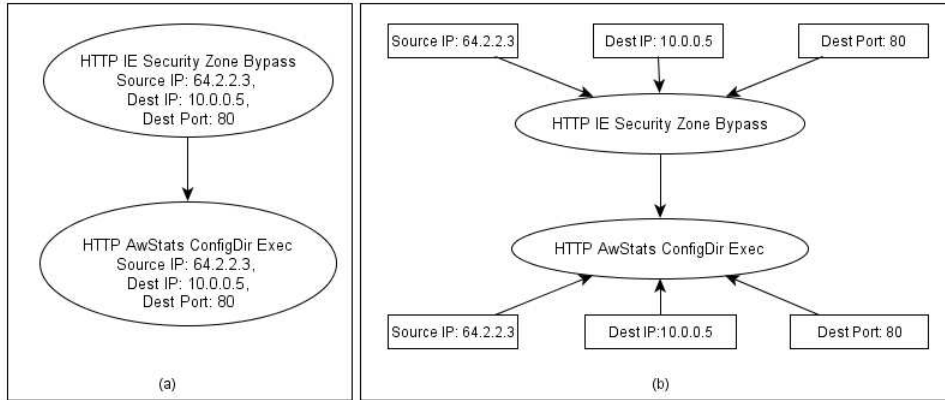 HTTP IE Security Zone Bypass
Source IP: 64.2.2.3,
Dest IP: 10.0.0.5,
Dest Port: 80
HTTP AwStats ConfigDir Exec
Source IP: 64.2.2.3,
Dest IP: 10.0.0.5,
Dest Port: 80
(a)
Source IP: 64.2.2.3
Dest IP: 10.0.0.5
Dest Port: 80
HTTP IE Security Zone Bypass
HTTP AwStats ConfigDir Exec
Source IP: 64.2.2.3
Dest IP:10.0.0.5
Dest Port: 80
(b)